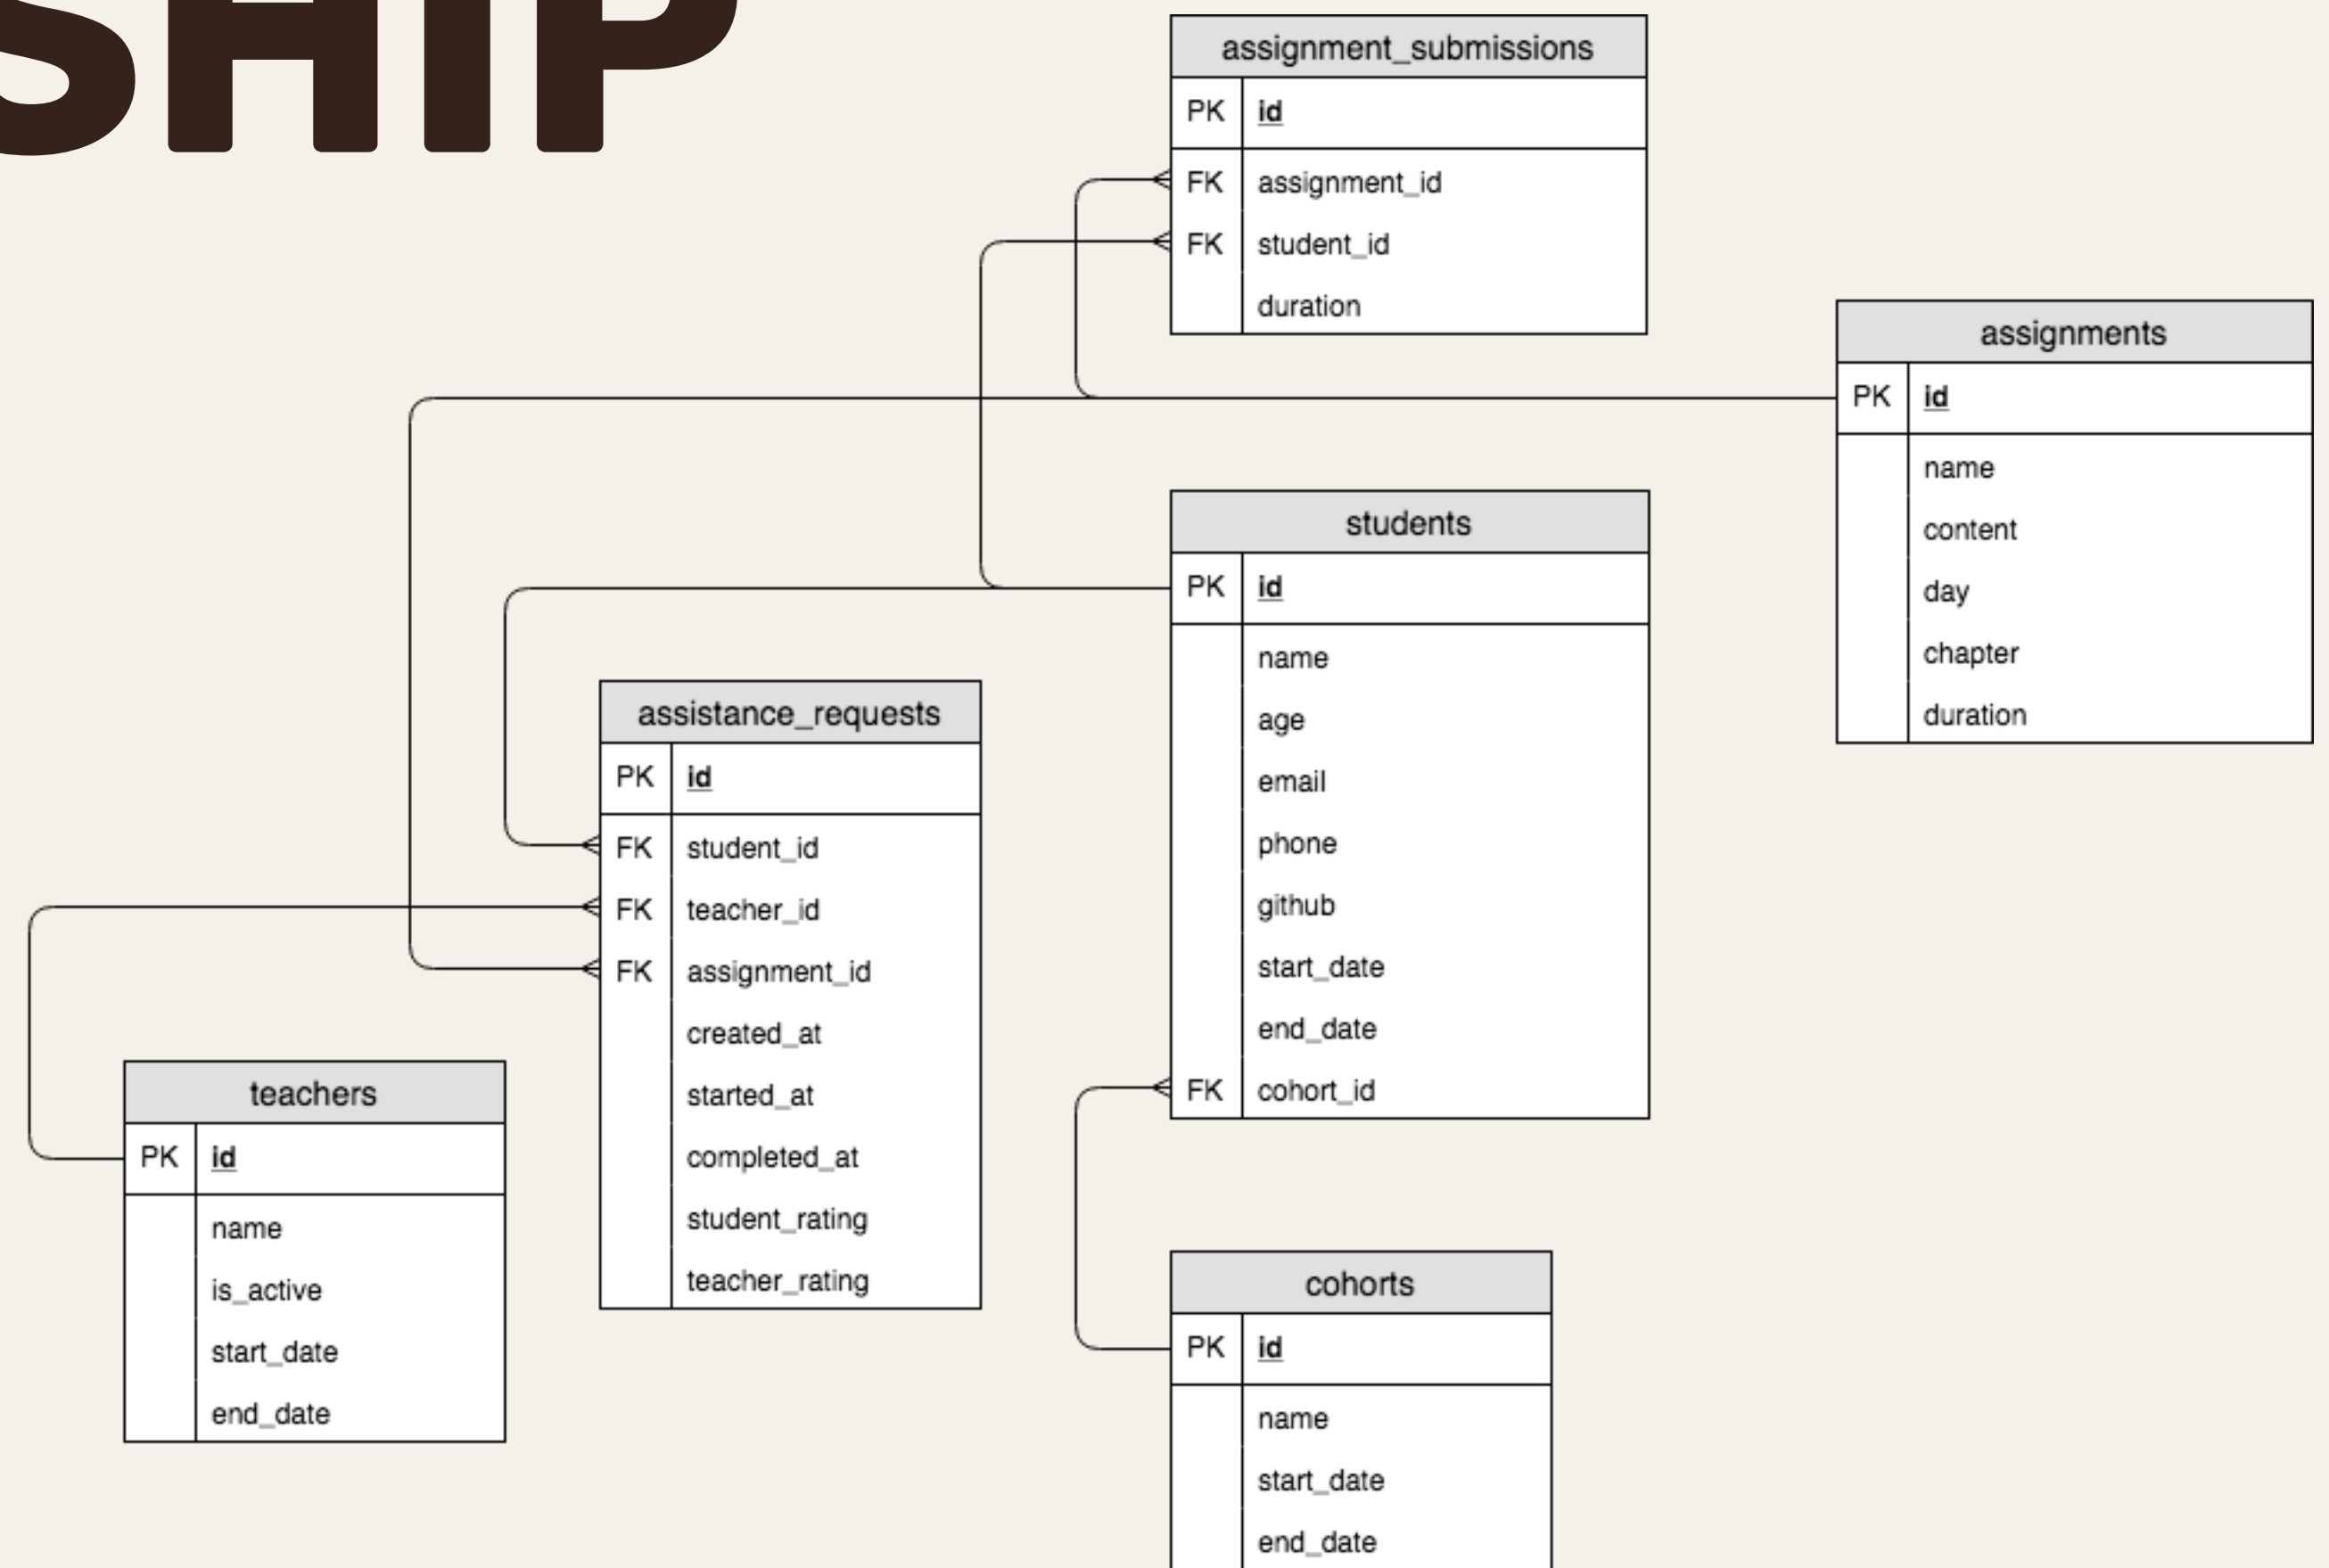 SHIP
assignment_submissions
PK id
FK assignment_id
FK student_id
duration
assignments
PK id
name
content
day
chapter
duration
students
PK id
name
age
email
phone
github
start_date
end_date
FK cohort_id
assistance_requests
PK id
FK student_id
FK teacher_id
FK assignment_id
created_at
started_at
completed_at
student_rating
teacher_rating
teachers
PK id
name
is_active
start_date
end_date
cohorts
PK id
name
start_date
end_date